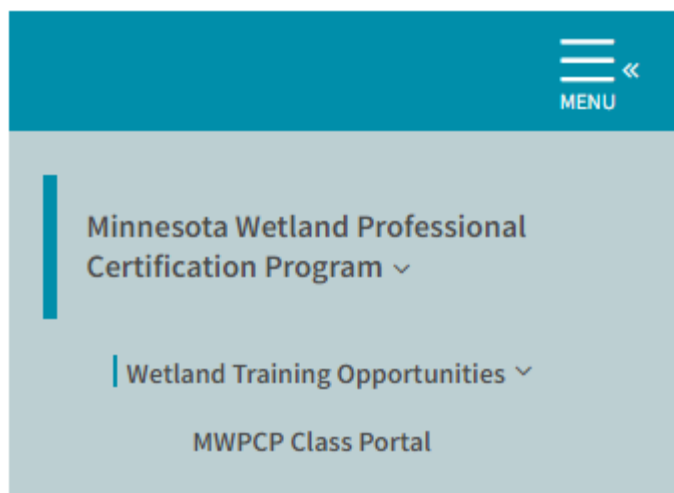 MENU
Minnesota Wetland Professional
Certification Program
Wetland Training Opportunities
MWPCP Class Portal